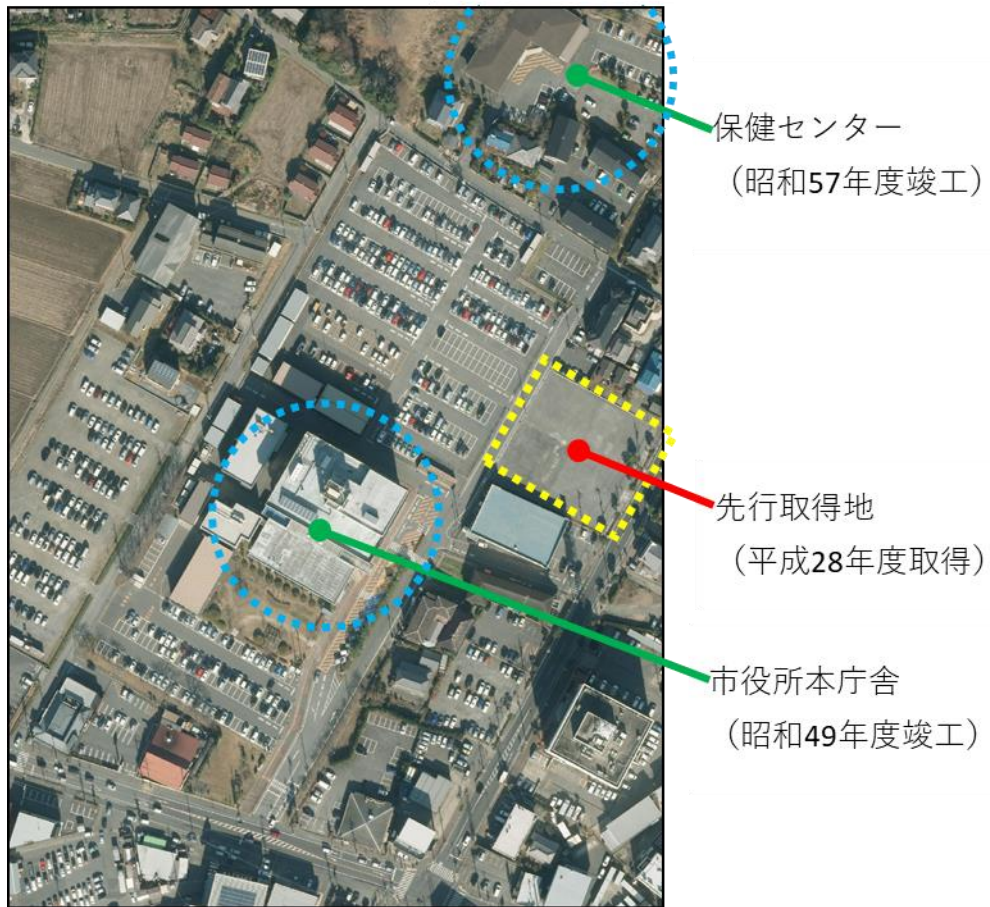 保健センター
（昭和57年度竣工）
先行取得地
（平成28年度取得）
市役所本庁舎
（昭和49年度竣工）